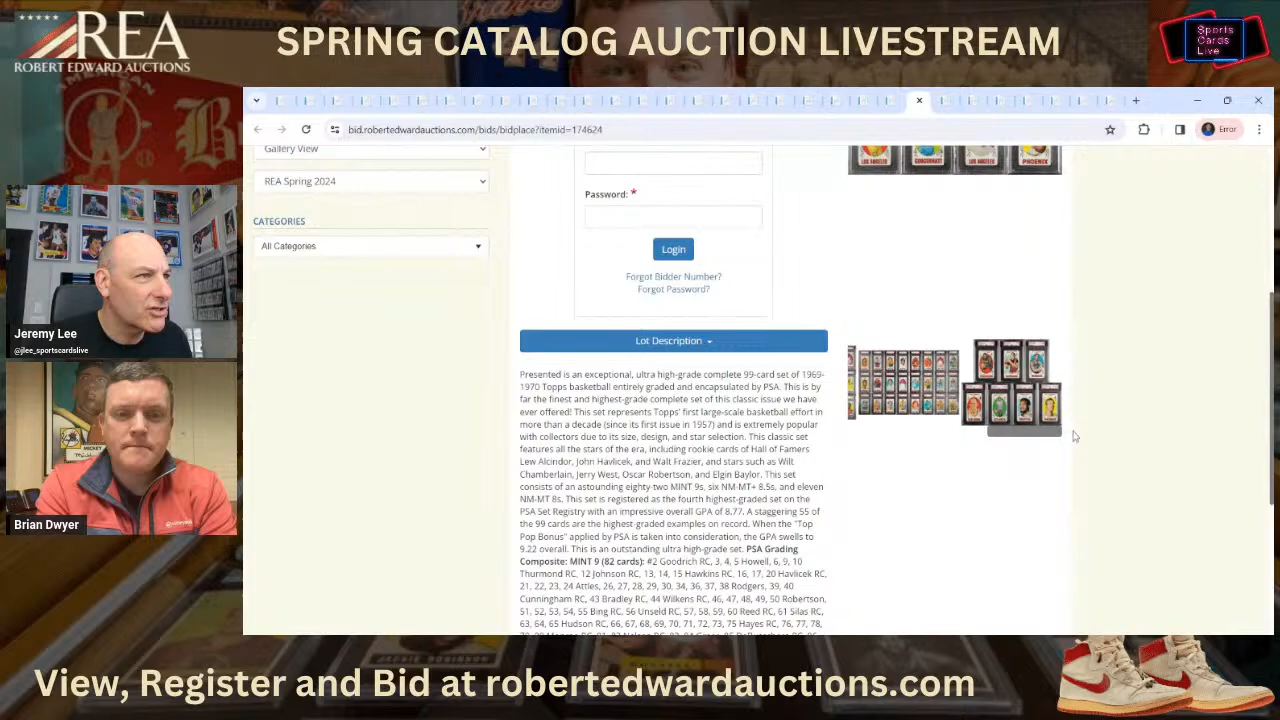 REA
ROBERT EDWARD AUCTIONS
SPRING CATALOG AUCTION LIVESTREAM
Sports
Cards
Live
AMERICAN
B
bid.robertedwardauctions.com/bids/bidplace?itemid=174624
Error
Gallery View
REA Spring 2024
CATEGORIES
All Categories
Password: *
Login
Forgot Bidder Number?
Forgot Password?
LOS ANGELES
CINCINNATI
LOS ANGELES
PHOENIX
Lot Description
Presented is an exceptional, ultra high-grade complete 99-card set of 1969-
1970 Topps basketball entirely graded and encapsulated by PSA. This is by
far the finest and highest-grade complete set of this classic issue we have
ever offered! This set represents Topps' first large-scale basketball effort in
more than a decade (since its first issue in 1957) and is extremely popular
with collectors due to its size, design, and star selection. This classic set
features all the stars of the era, including rookie cards of Hall of Famers
Lew Alcindor, John Havlicek, and Walt Frazier, and stars such as Wilt
Chamberlain, Jerry West, Oscar Robertson, and Elgin Baylor. This set
consists of an astounding eighty-two MINT 9s, six NM-MT+ 8.5s, and eleven
NM-MT 8s. This set is registered as the fourth highest-graded set on the
PSA Set Registry with an impressive overall GPA of 8.77. A staggering 55 of
the 99 cards are the highest-graded examples on record. When the "Top
Pop Bonus" applied by PSA is taken into consideration, the GPA swells to
9.22 overall. This is an outstanding ultra high-grade set. PSA Grading
Composite: MINT 9 (82 cards): #2 Goodrich RC, 3, 4, 5 Howell, 6, 9, 10
Thurmond RC, 12 Johnson RC, 13, 14, 15 Hawkins RC, 16, 17, 20 Havlicek RC,
21, 22, 23, 24 Attles, 26, 27, 28, 29, 30, 34, 36, 37, 38 Rodgers, 39, 40
Cunningham RC, 43 Bradley RC, 44 Wilkens RC, 46, 47, 48, 49, 50 Robertson,
51, 52, 53, 54, 55 Bing RC, 56 Unseld RC, 57, 58, 59, 60 Reed RC, 61 Silas RC,
63, 64, 65 Hudson RC, 66, 67, 68, 69, 70, 71, 72, 73, 75 Hayes RC, 76, 77, 78,
Jeremy Lee
@jlee_sportscardslive
MICKEY
Brian Dwyer
JACKIE ROBINSON
View, Register and Bid at robertedwardauctions.com